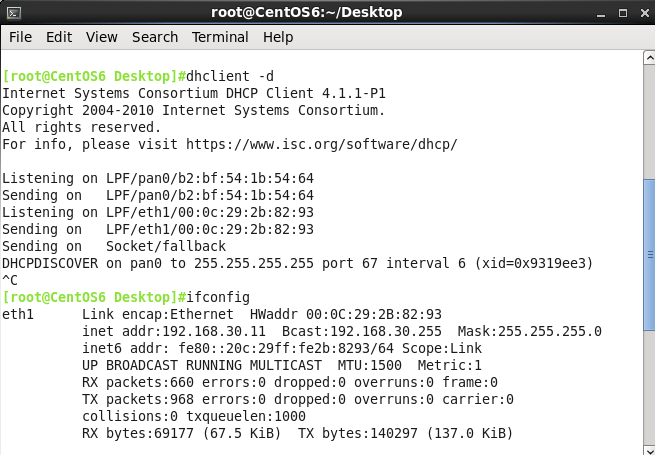 root@CentOS6:~/Desktop
File Edit View Search Terminal Help
[root@CentOS6 Desktop]#dhclient -d
Internet Systems Consortium DHCP Client 4.1.1-P1
Copyright 2004-2010 Internet Systems Consortium.
All rights reserved.
For info, please visit https://www.isc.org/software/dhcp/
Listening on LPF/pan0/b2:bf:54:1b:54:64
Sending on   LPF/pan0/b2:bf:54:1b:54:64
Listening on LPF/eth1/00:0c:29:2b:82:93
Sending on   LPF/eth1/00:0c:29:2b:82:93
Sending on   Socket/fallback
DHCPDISCOVER on pan0 to 255.255.255.255 port 67 interval 6 (xid=0x9319ee3)
^C
[root@CentOS6 Desktop]#ifconfig
eth1      Link encap:Ethernet  HWaddr 00:0C:29:2B:82:93
          inet addr:192.168.30.11  Bcast:192.168.30.255  Mask:255.255.255.0
          inet6 addr: fe80::20c:29ff:fe2b:8293/64 Scope:Link
          UP BROADCAST RUNNING MULTICAST  MTU:1500  Metric:1
          RX packets:660 errors:0 dropped:0 overruns:0 frame:0
          TX packets:968 errors:0 dropped:0 overruns:0 carrier:0
          collisions:0 txqueuelen:1000
          RX bytes:69177 (67.5 KiB)  TX bytes:140297 (137.0 KiB)